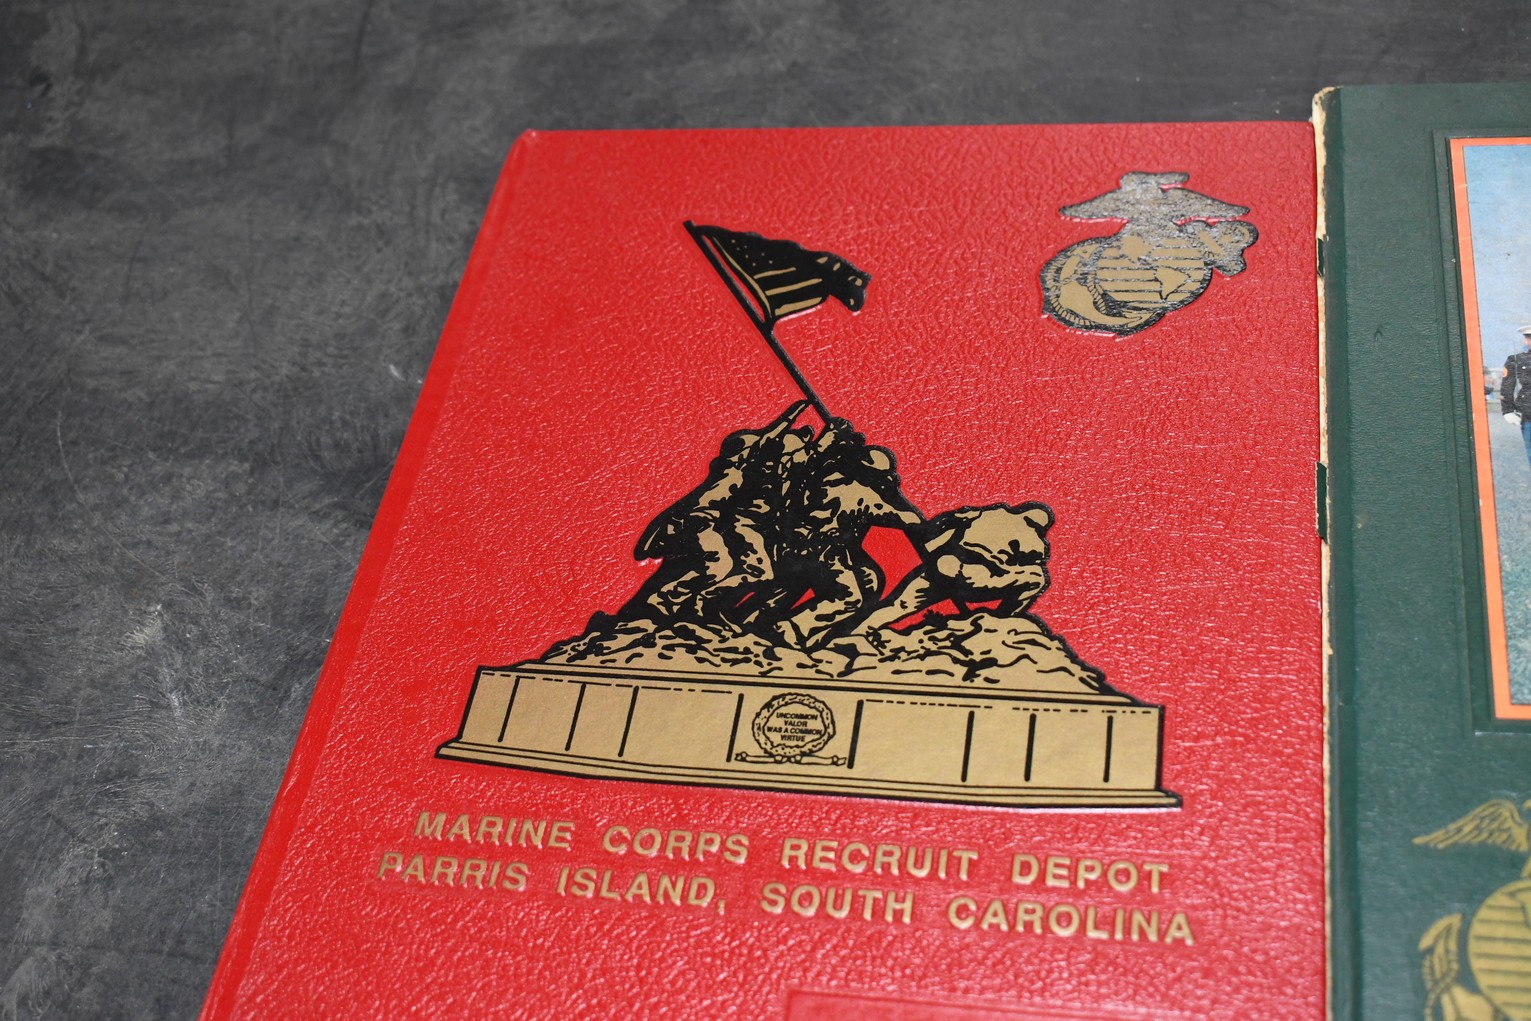 UNCOMMON
VALOR
WAS A COMMON
VIRTUE
MARINE CORPS RECRUIT DEPOT
PARRIS ISLAND, SOUTH CAROLINA